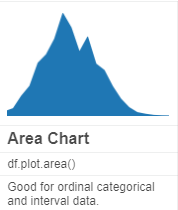 Area Chart
df.plot.area()
Good for ordinal categorical
and interval data.